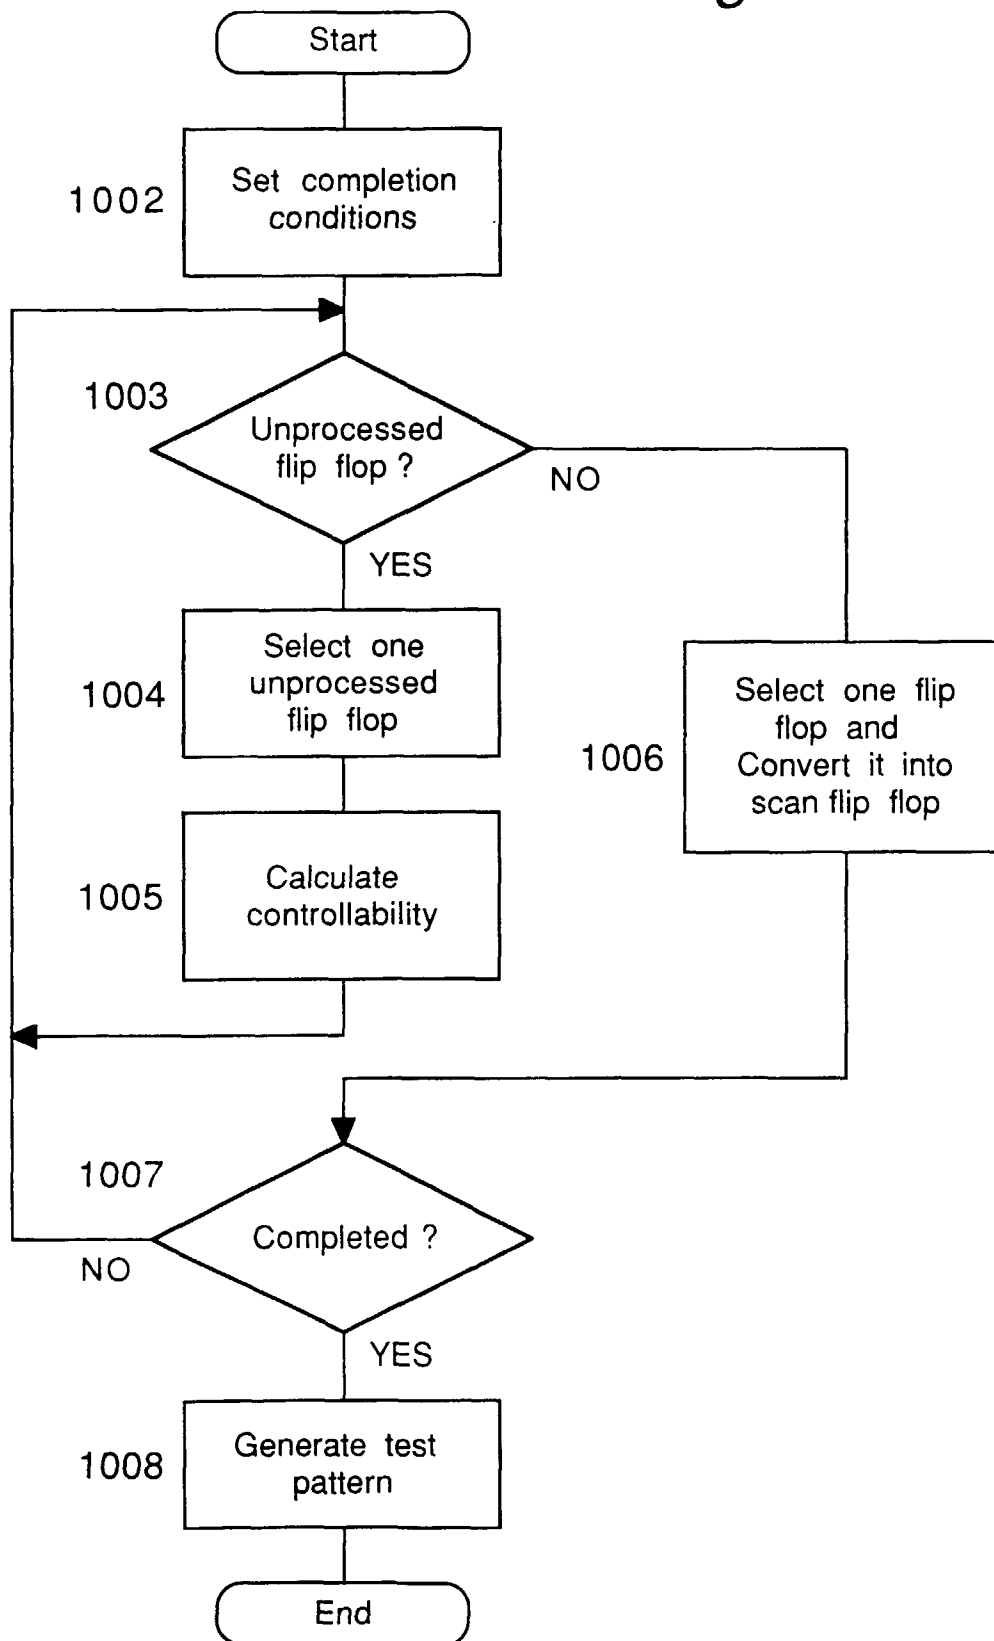 Start
1002
Set completion
conditions
1003
Unprocessed
flip flop ?
NO
YES
1004
Select one
unprocessed
flip flop
1006
Select one flip
flop and
Convert it into
scan flip flop
1005
Calculate
controllability
1007
Completed ?
NO
YES
1008
Generate test
pattern
End